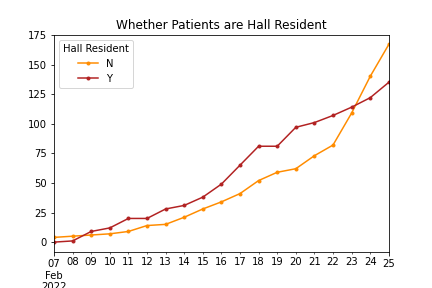 Whether Patients are Hall Resident
Hall Resident
N
Y
175
150
125
100
75
50
25
0
07 08 09 10 11 12 13 14 15 16 17 18 19 20 21 22 23 24 25
Feb
2022